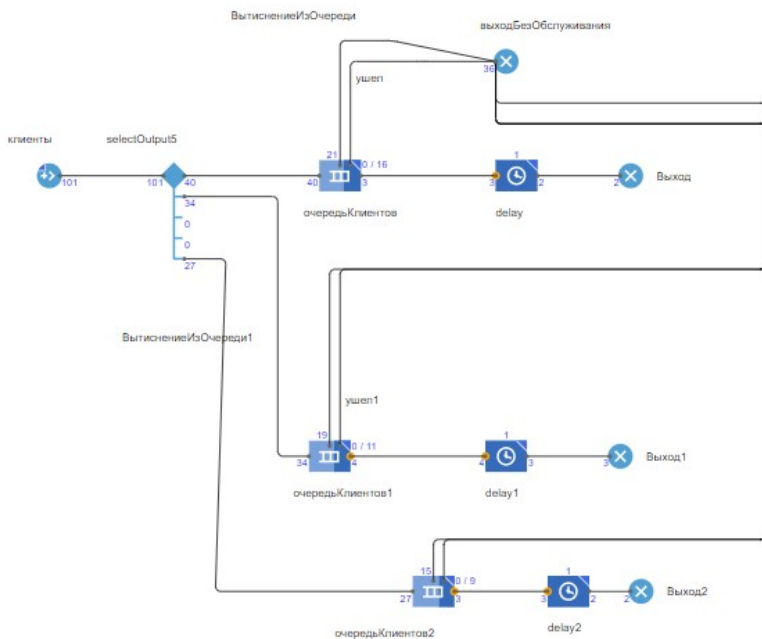 ВытиснениеИзОчереди
выходБезОбслуживания
36
ушел
клиенты
selectOutput5
21
0 / 16
1
101
101
40
40
3
3
2
2
Выход
34
очередьКлиентов
delay
0
0
27
ВытиснениеИзОчереди1
ушел1
19
0 / 11
1
34
4
4
3
3
Выход1
очередьКлиентов1
delay1
15
0 / 9
1
27
3
3
2
2
Выход2
очередьКлиентов2
delay2